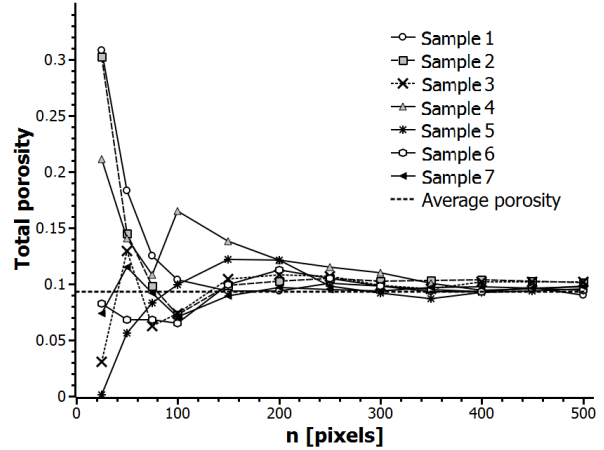 0.3
0.25
0.2
0.15
0.1
0.05
0
Total porosity
Sample 1
Sample 2
Sample 3
Sample 4
Sample 5
Sample 6
Sample 7
Average porosity
0 100 200 300 400 500
n [pixels]